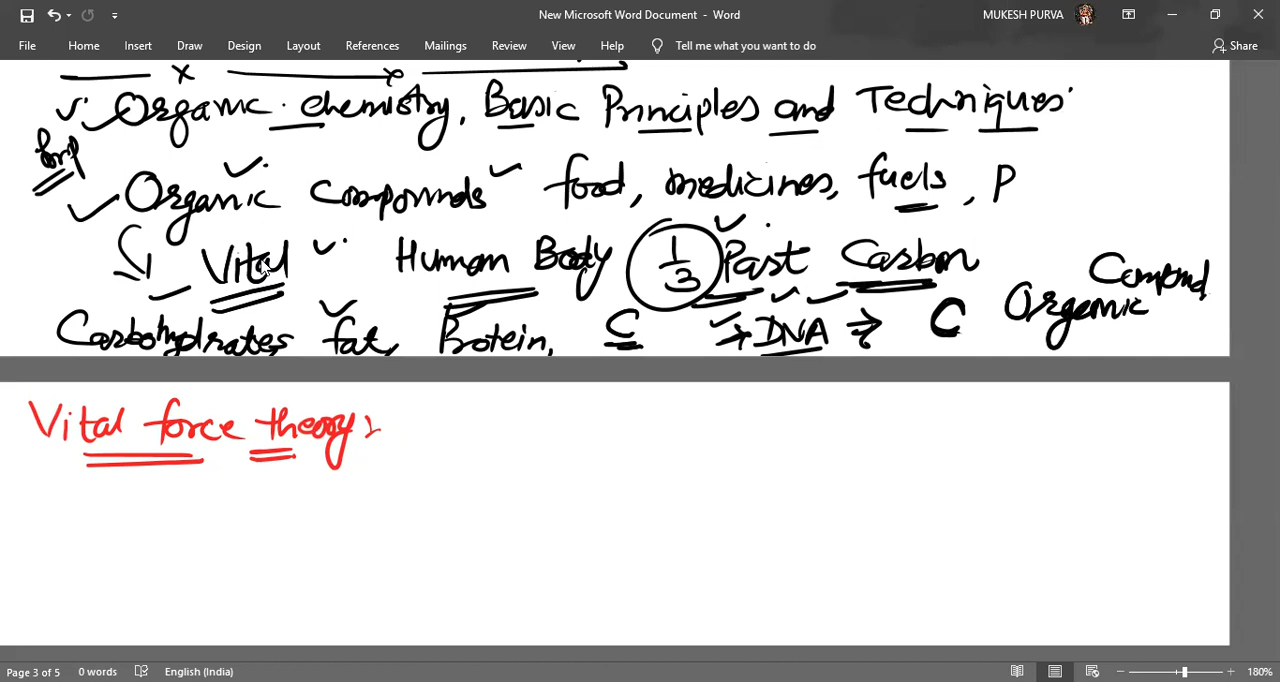 New Microsoft Word Document - Word
MUKESH PURVA
File Home Insert Draw Design Layout References Mailings Review View Help Tell me what you want to do Share
Organic chemistry, Basic Principles and Techniques
Organic compounds food, medicines, fuels, P
Vital Human Body 1/3 Past Carbon
Carbohydrates, fat, Protein, C → DNA → C Organic Compound
Vital force theory:
Page 3 of 5 0 words English (India) 180%